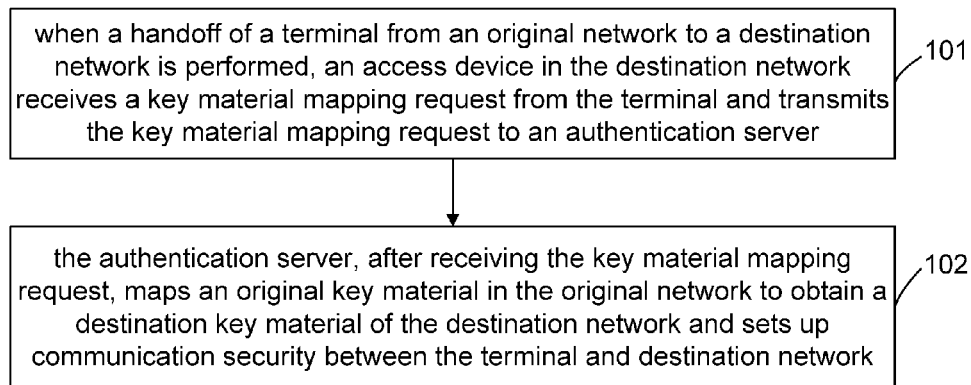 when a handoff of a terminal from an original network to a destination
network is performed, an access device in the destination network
receives a key material mapping request from the terminal and transmits
the key material mapping request to an authentication server
101
the authentication server, after receiving the key material mapping
request, maps an original key material in the original network to obtain a
destination key material of the destination network and sets up
communication security between the terminal and destination network
102